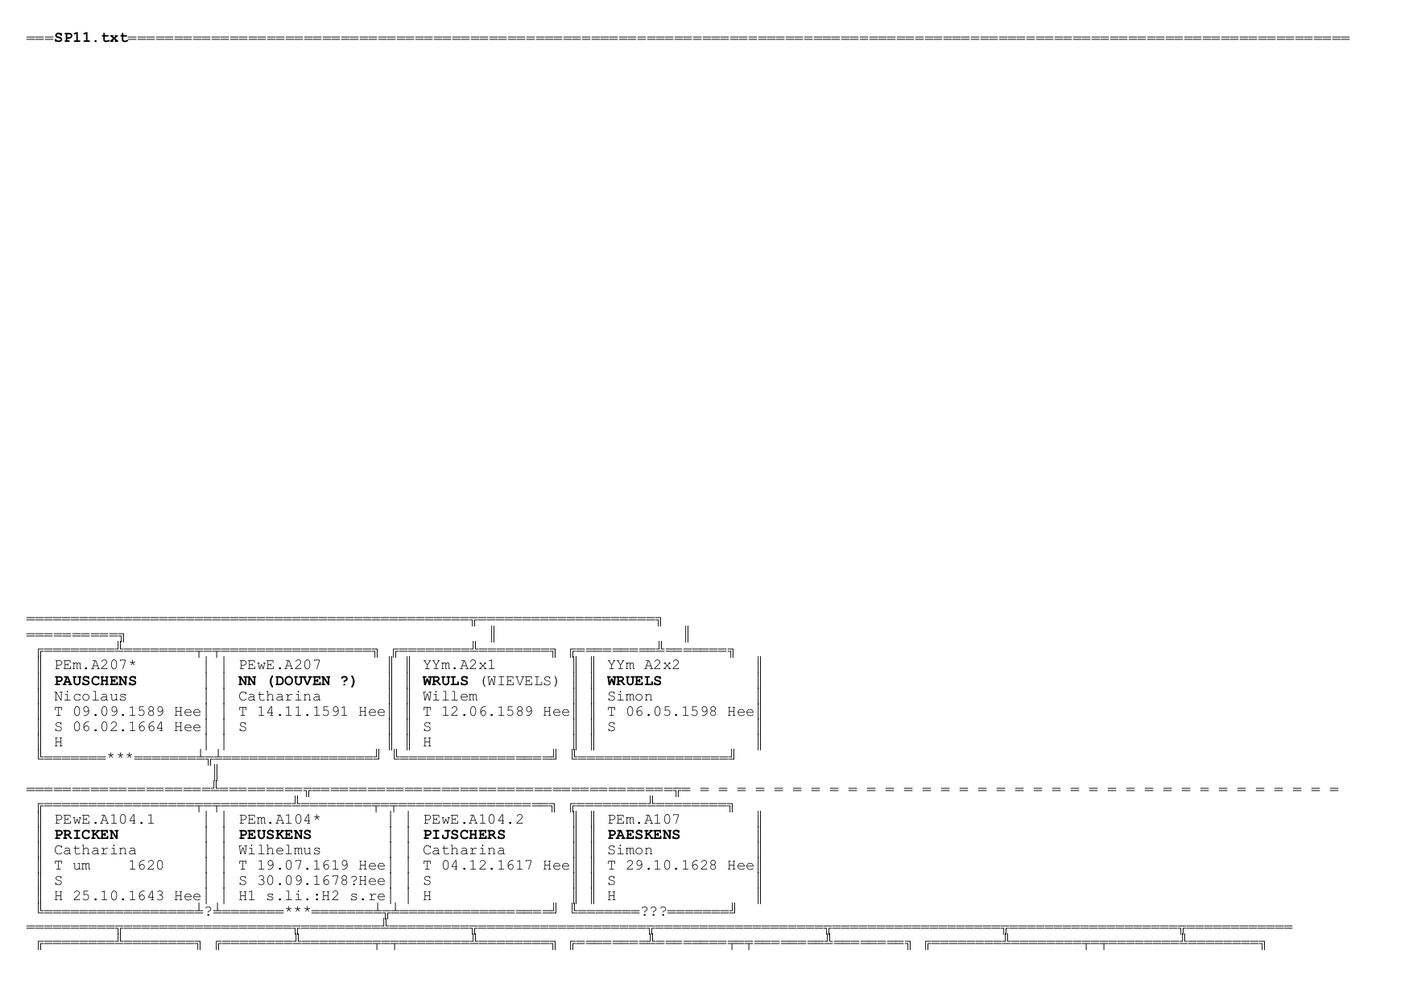 SP11.txt
PEm.A207* PEwE.A207 YYm.A2x1 YYm A2x2
PAUSCHENS NN (DOUVEN ?) WRULS (WIEVELS) WRUELS
Nicolaus Catharina Willem Simon
T 09.09.1589 Hee T 14.11.1591 Hee T 12.06.1589 Hee T 06.05.1598 Hee
S 06.02.1664 Hee S S S
H H
***
PEwE.A104.1 PEm.A104* PEwE.A104.2 PEm.A107
PRICKEN PEUSKENS PIJSCHERS PAESKENS
Catharina Wilhelmus Catharina Simon
T um 1620 T 19.07.1619 Hee T 04.12.1617 Hee T 29.10.1628 Hee
S S 30.09.1678?Hee S S
H 25.10.1643 Hee H1 s.li.:H2 s.re H H
? *** ???